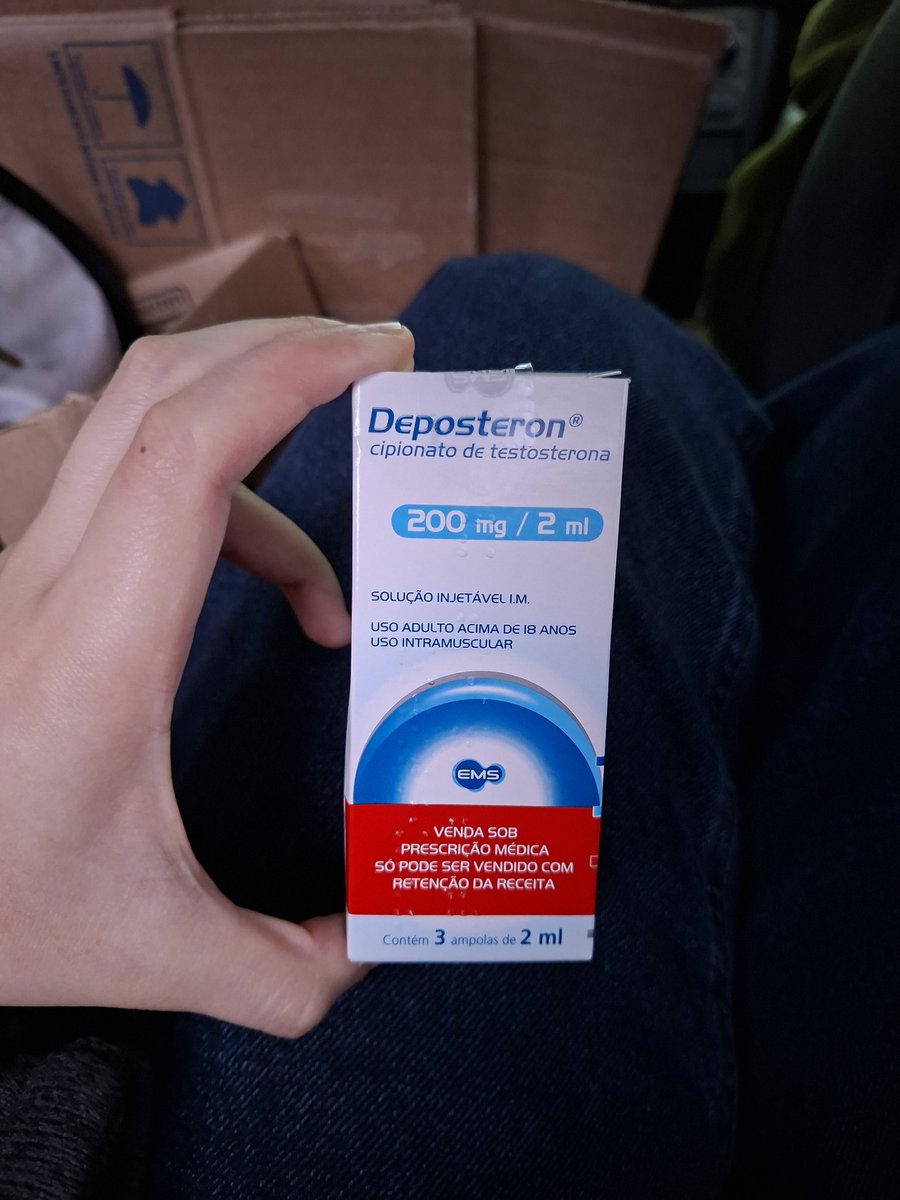 Deposteron®
cipionato de testosterona
200 mg / 2 ml
SOLUÇÃO INJETÁVEL I.M.
USO ADULTO ACIMA DE 18 ANOS
USO INTRAMUSCULAR
EMS
VENDA SOB
PRESCRIÇÃO MÉDICA
SÓ PODE SER VENDIDO COM
RETENÇÃO DA RECEITA
Contém 3 ampolas de 2 ml